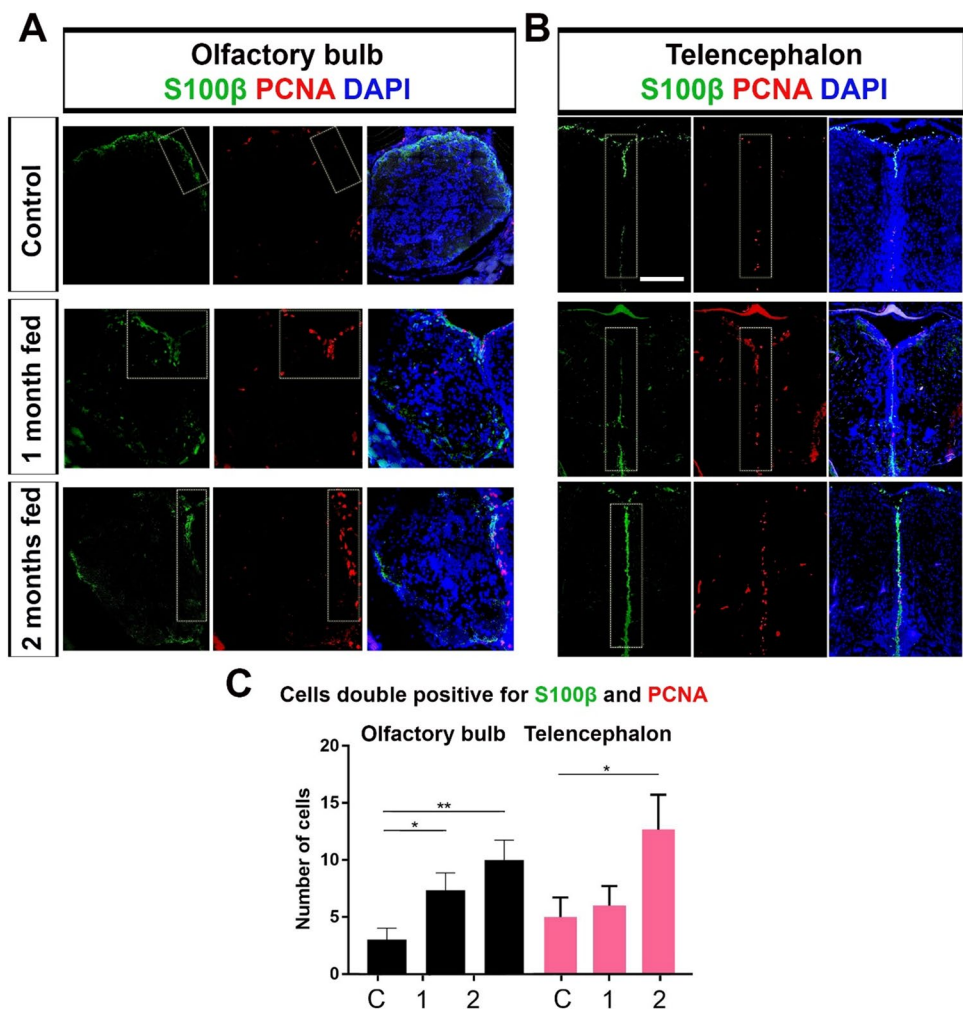 A
Olfactory bulb
S100β PCNA DAPI
Control
1 month fed
2 months fed
B
Telencephalon
S100β PCNA DAPI
C
Cells double positive for S100β and PCNA
Olfactory bulb Telencephalon
Number of cells
20
15
10
5
0
*
**
*
C 1 2 C 1 2